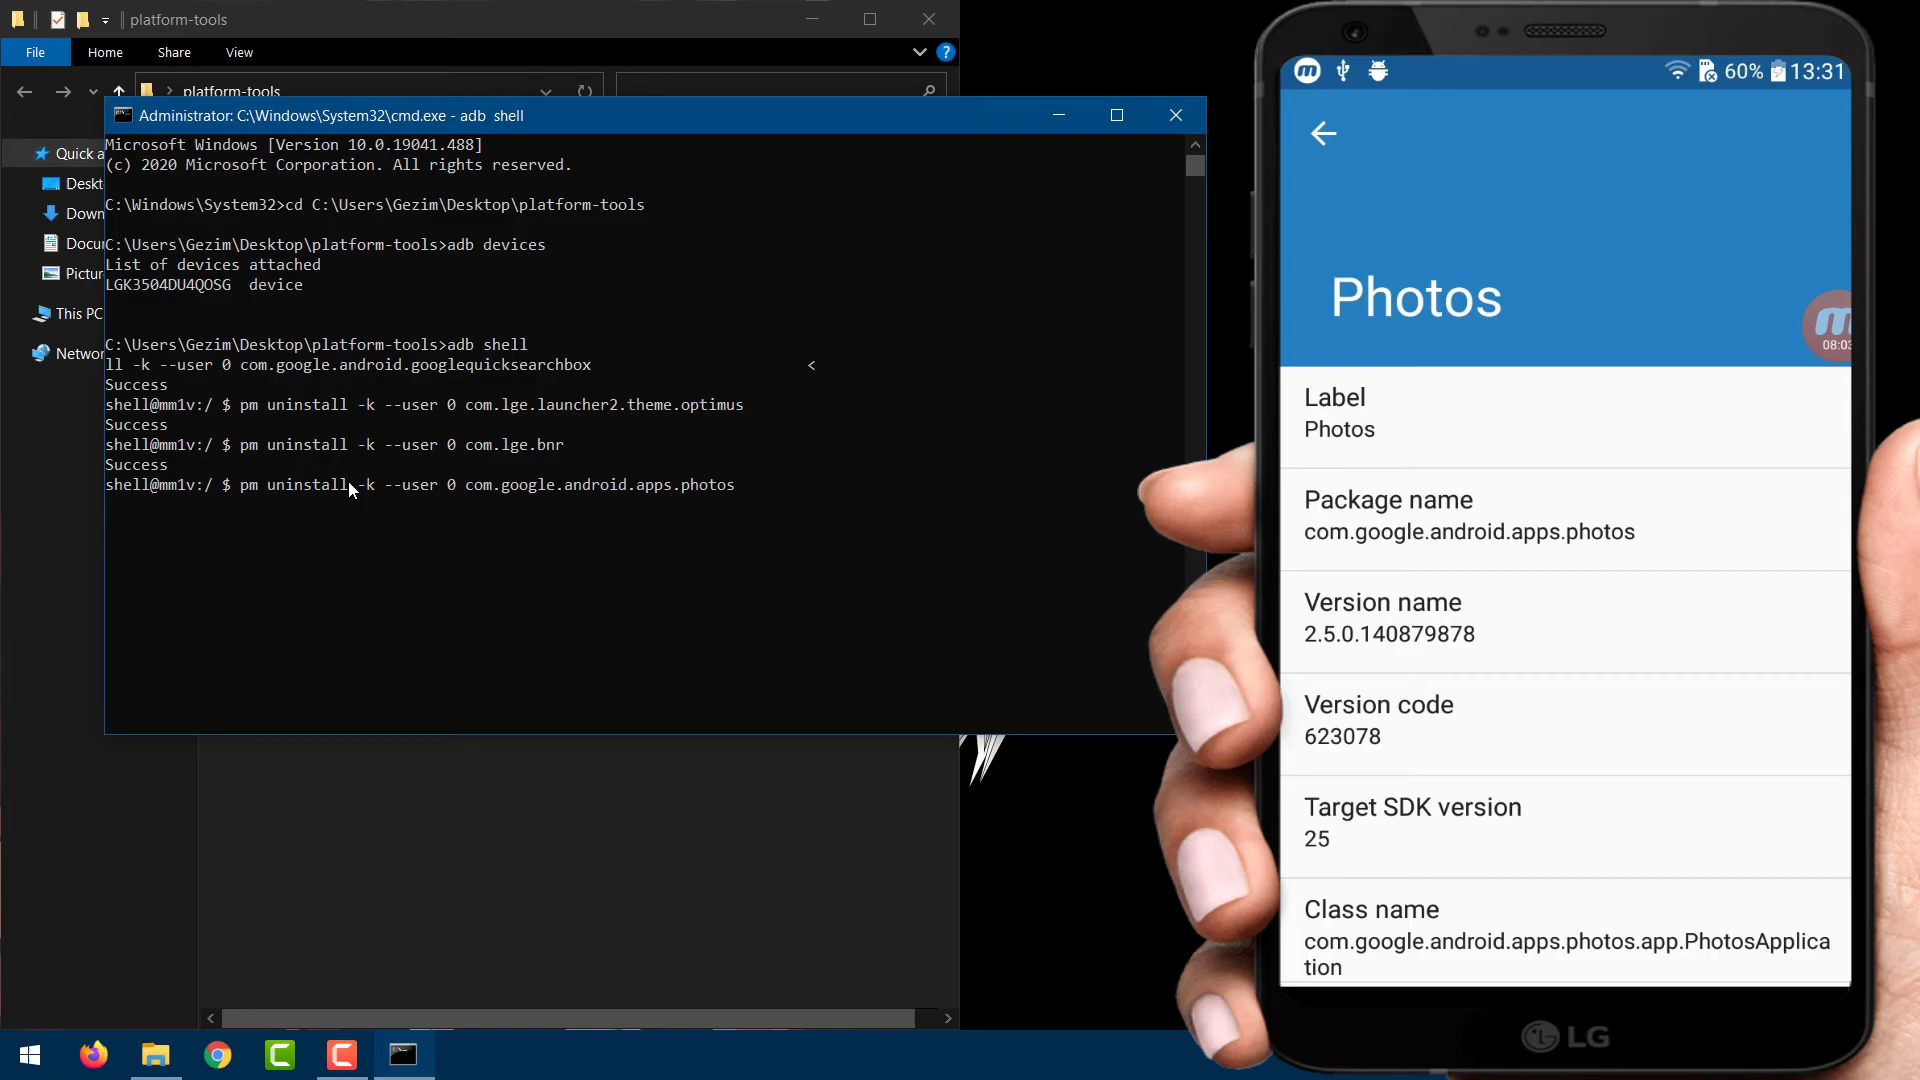 platform-tools
File
Home
Share
View
?
platform-tools
Quick a
Deskt
Down
Docu
Pictur
This PC
Networ
Administrator: C:\Windows\System32\cmd.exe - adb  shell
Microsoft Windows [Version 10.0.19041.488]
(c) 2020 Microsoft Corporation. All rights reserved.
C:\Windows\System32>cd C:\Users\Gezim\Desktop\platform-tools
C:\Users\Gezim\Desktop\platform-tools>adb devices
List of devices attached
LGK3504DU4QOSG  device
C:\Users\Gezim\Desktop\platform-tools>adb shell
ll -k --user 0 com.google.android.googlequicksearchbox                        <
Success
shell@mm1v:/ $ pm uninstall -k --user 0 com.lge.launcher2.theme.optimus
Success
shell@mm1v:/ $ pm uninstall -k --user 0 com.lge.bnr
Success
shell@mm1v:/ $ pm uninstall -k --user 0 com.google.android.apps.photos
60% 13:31
Photos
08:03
Label
Photos
Package name
com.google.android.apps.photos
Version name
2.5.0.140879878
Version code
623078
Target SDK version
25
Class name
com.google.android.apps.photos.app.PhotosApplica
tion
LG